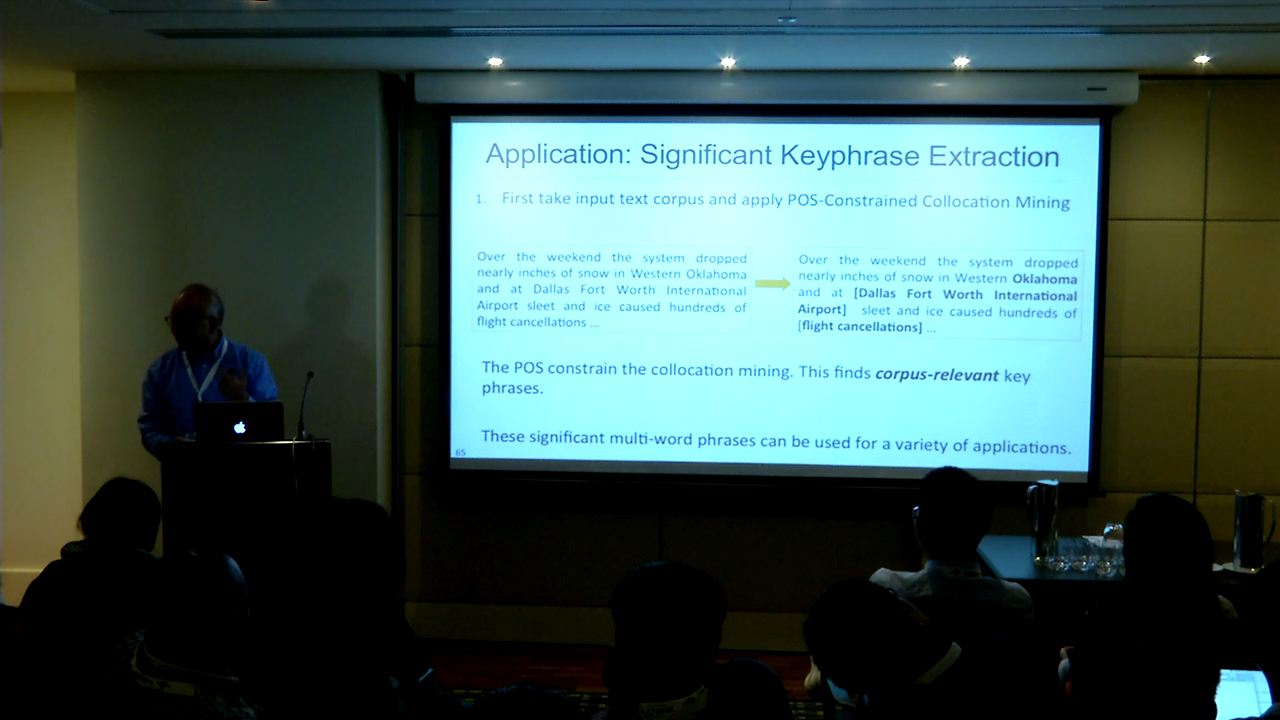 Application: Significant Keyphrase Extraction
1. First take input text corpus and apply POS-Constrained Collocation Mining
Over the weekend the system dropped
nearly inches of snow in Western Oklahoma
and at Dallas Fort Worth International
Airport sleet and ice caused hundreds of
flight cancellations ...
Over the weekend the system dropped
nearly inches of snow in Western Oklahoma
and at [Dallas Fort Worth International
Airport] sleet and ice caused hundreds of
[flight cancellations] ...
The POS constrain the collocation mining. This finds corpus-relevant key
phrases.
These significant multi-word phrases can be used for a variety of applications.
65